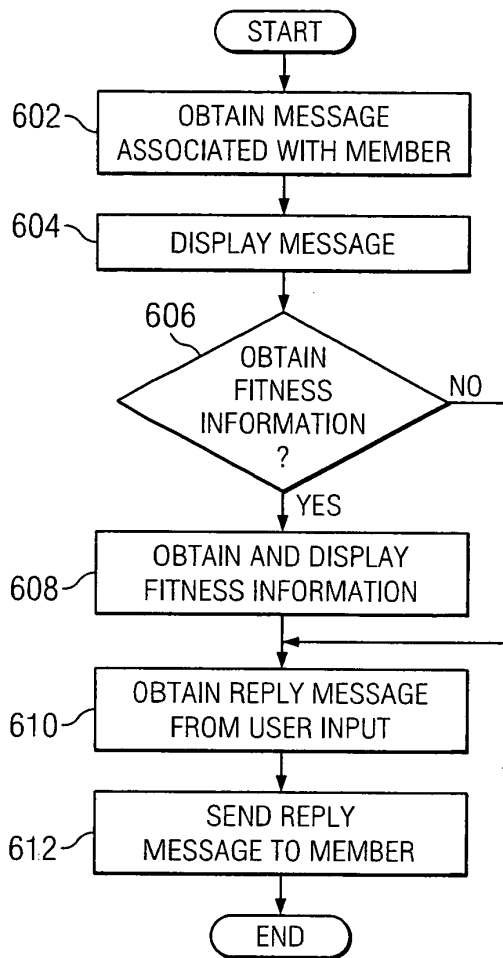 START
602
OBTAIN MESSAGE
ASSOCIATED WITH MEMBER
604
DISPLAY MESSAGE
606
OBTAIN
FITNESS
INFORMATION
?
NO
YES
608
OBTAIN AND DISPLAY
FITNESS INFORMATION
610
OBTAIN REPLY MESSAGE
FROM USER INPUT
612
SEND REPLY
MESSAGE TO MEMBER
END